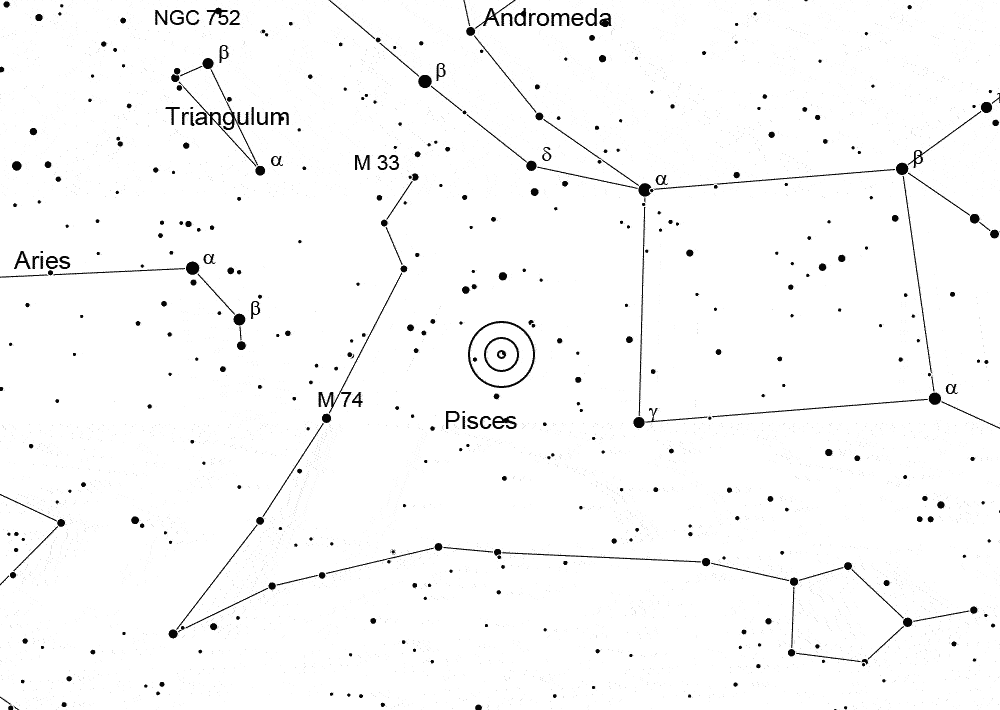 NGC 752
Andromeda
β
β
Triangulum
α
M 33
δ
α
β
Aries
α
β
M 74
Pisces
γ
α